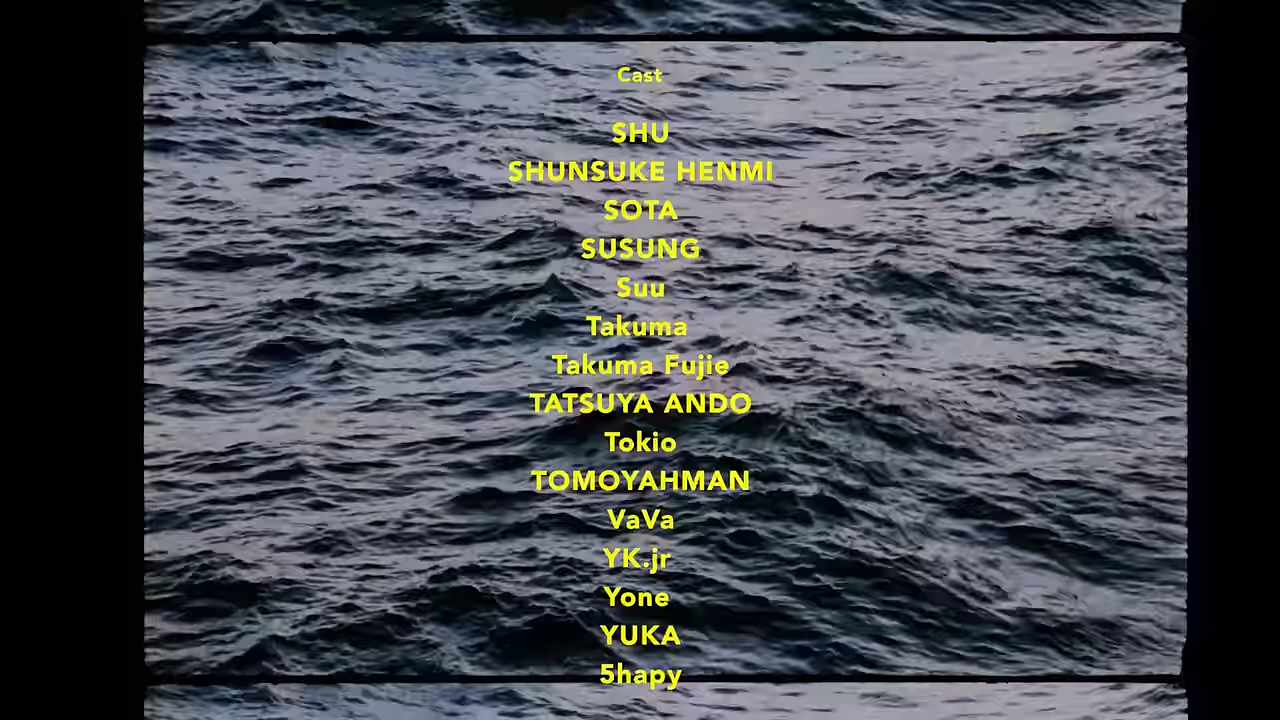 Cast
SHU
SHUNSUKE HENMI
SOTA
SUSUNG
Suu
Takuma
Takuma Fujie
TATSUYA ANDO
Tokio
TOMOYAHMAN
VaVa
YK.jr
Yone
YUKA
5hapy